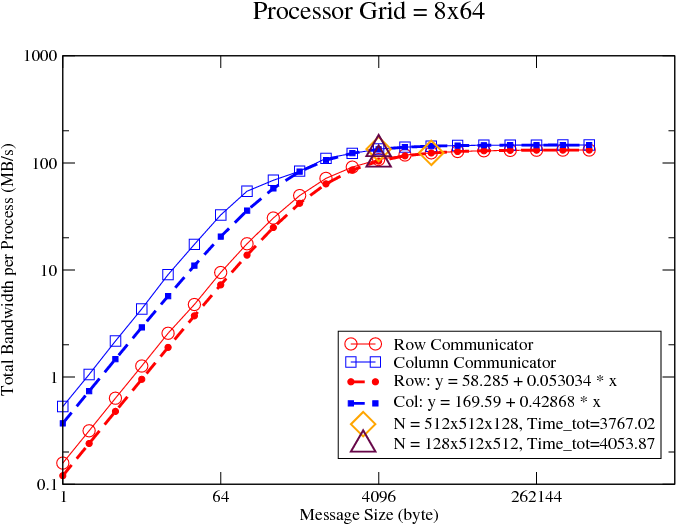 Processor Grid = 8x64
Total Bandwidth per Process (MB/s)
1000
100
10
1
0.1
Row Communicator
Column Communicator
Row: y = 58.285 + 0.053034 * x
Col: y = 169.59 + 0.42868 * x
N = 512x512x128, Time_tot=3767.02
N = 128x512x512, Time_tot=4053.87
1 64 4096 262144
Message Size (byte)